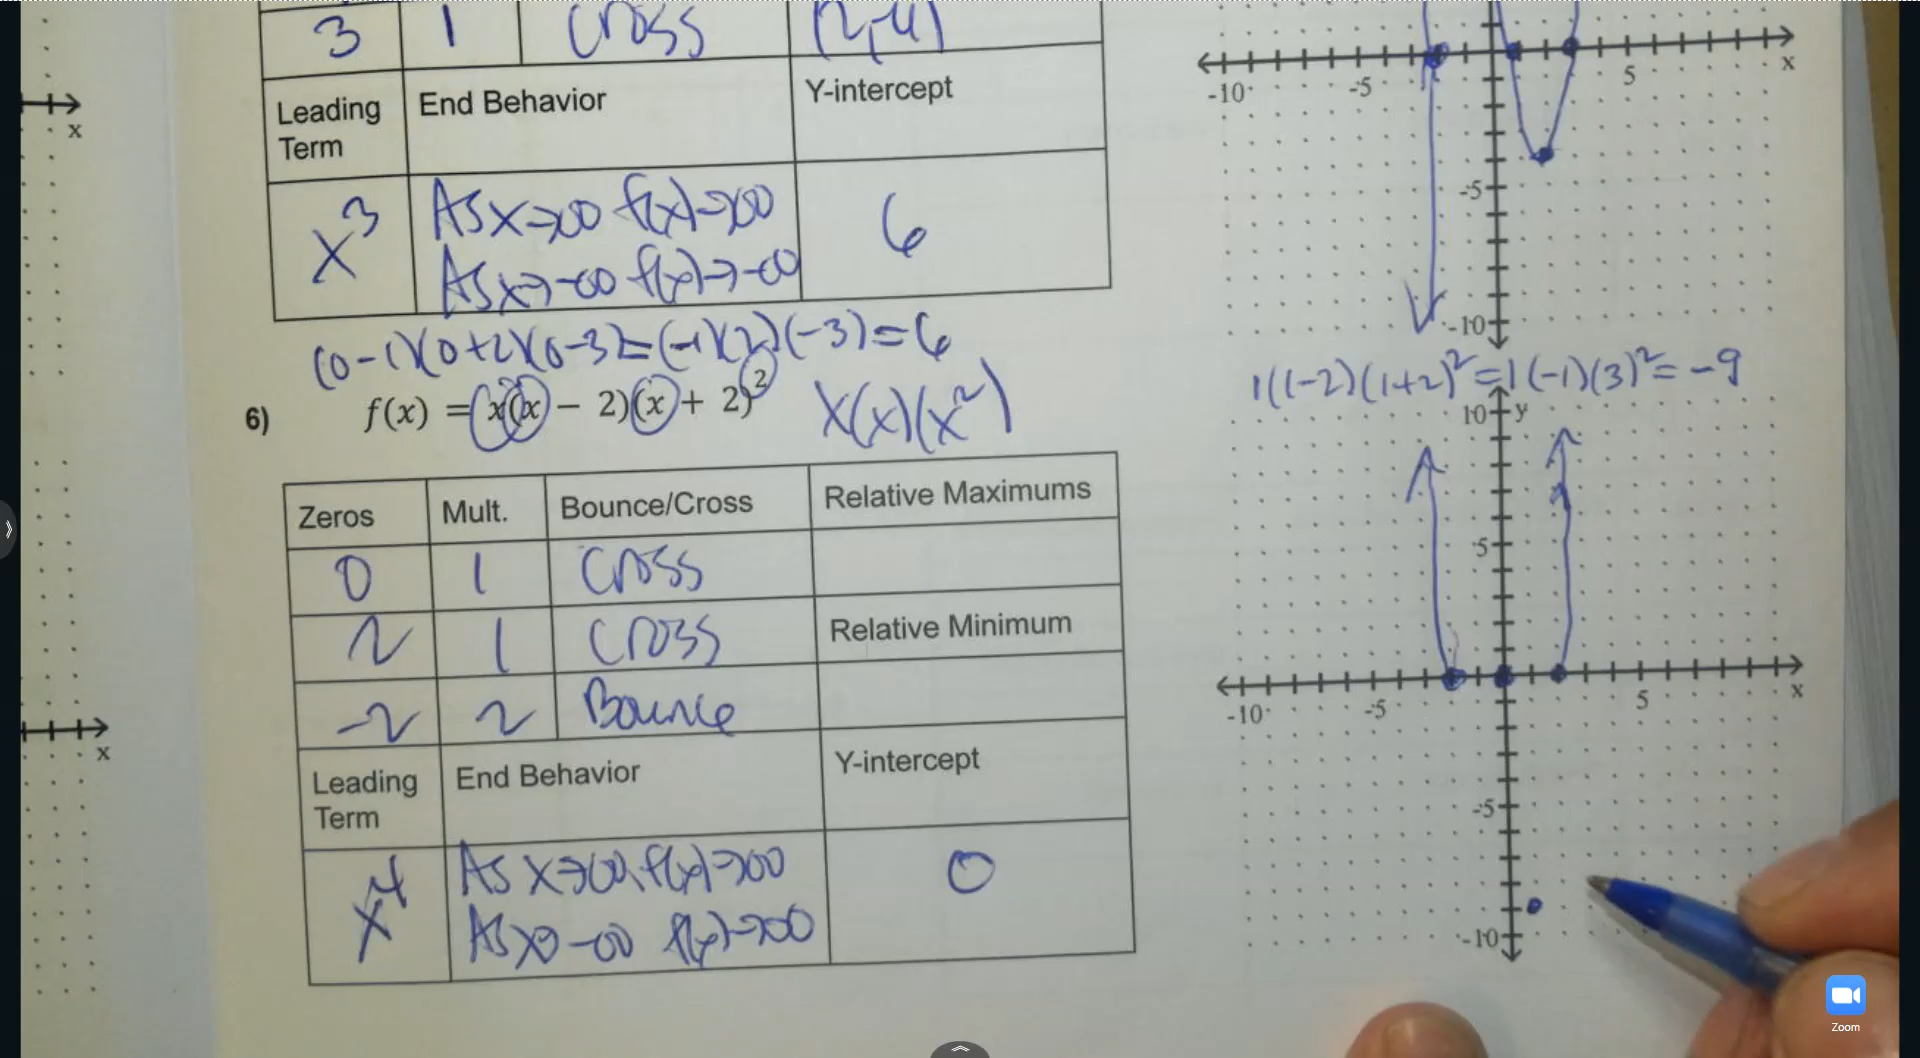 3 1 Cross (2,-4)
-10 -5 5 x
Leading Term End Behavior Y-intercept
x
x³ As x→∞ f(x)→∞ 6
As x→-∞ f(x)→-∞
-5
-10
(0-1)(0+2)(0-3)=(-1)(2)(-3)=6
1(1-2)(1+2)²=1(-1)(3)²=-9
6) f(x) = x(x − 2)(x + 2)² x(x)(x²)
10 y
Zeros Mult. Bounce/Cross Relative Maximums
0 1 Cross
5
2 1 Cross Relative Minimum
-2 2 Bounce
-10 -5 5 x
x
Leading Term End Behavior Y-intercept
-5
x⁴ As x→∞, f(x)→∞ 0
As x→-∞ f(x)→∞
-10
Zoom